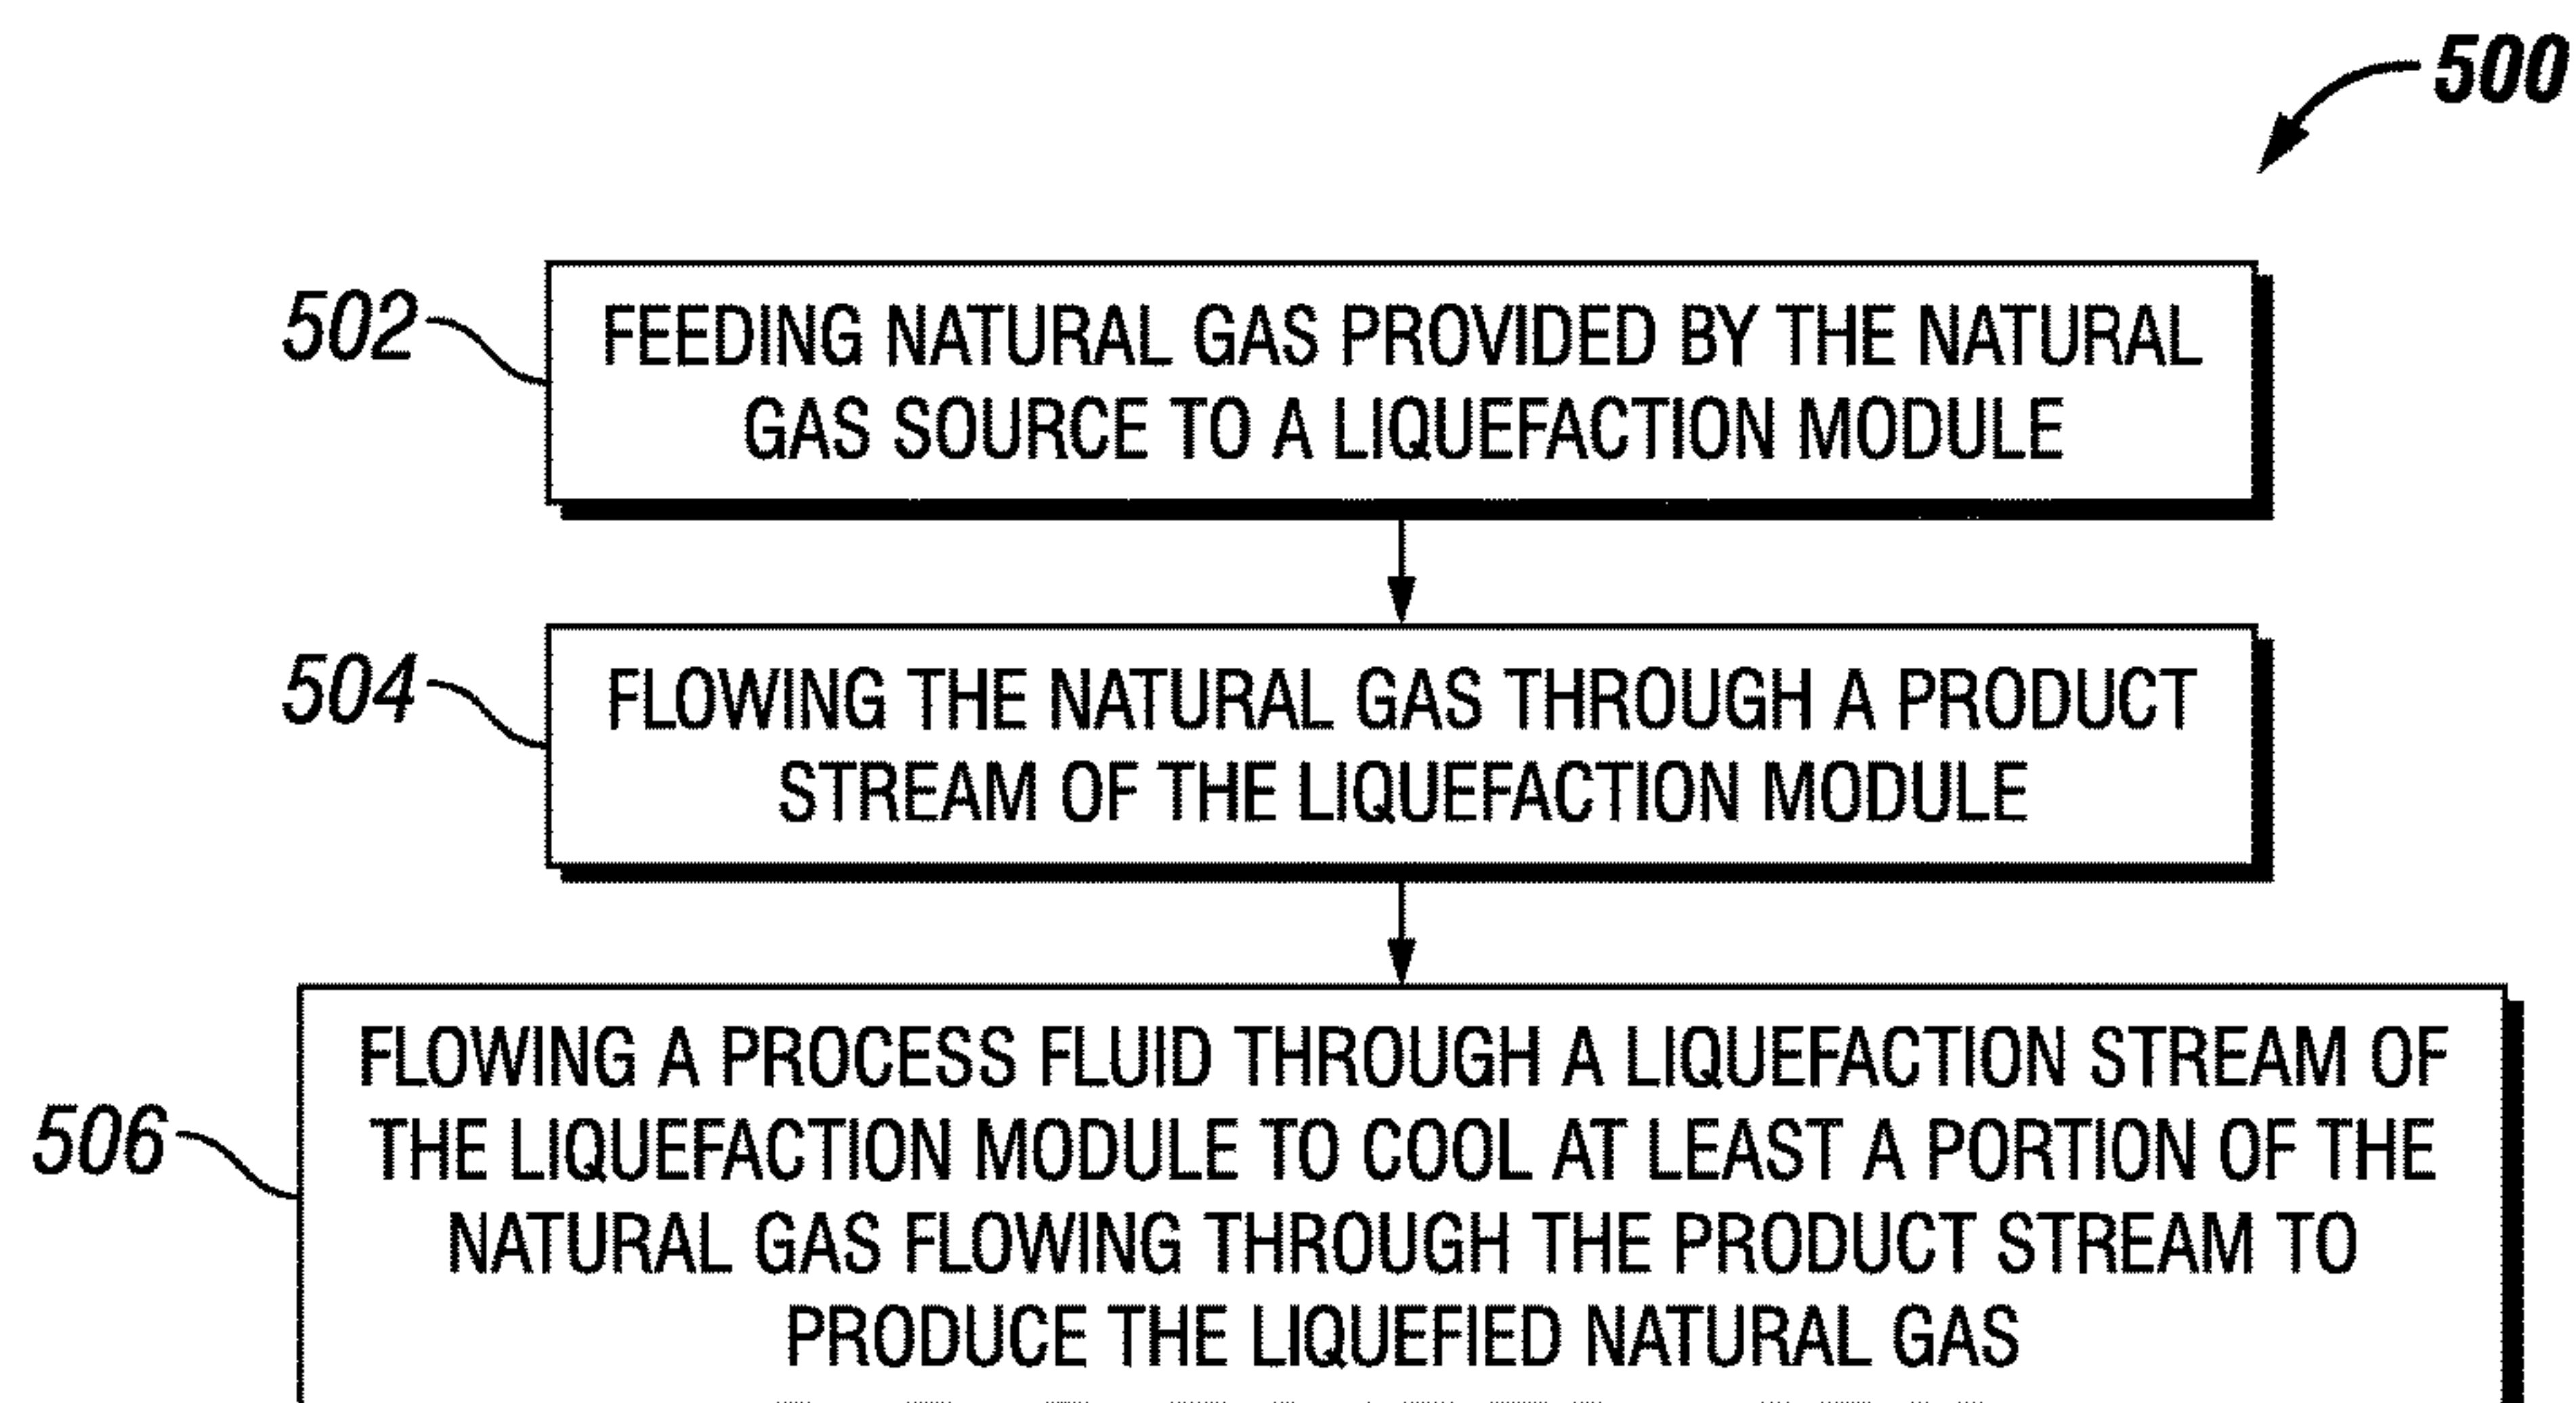 500
502
FEEDING NATURAL GAS PROVIDED BY THE NATURAL
GAS SOURCE TO A LIQUEFACTION MODULE
504
FLOWING THE NATURAL GAS THROUGH A PRODUCT
STREAM OF THE LIQUEFACTION MODULE
506
FLOWING A PROCESS FLUID THROUGH A LIQUEFACTION STREAM OF
THE LIQUEFACTION MODULE TO COOL AT LEAST A PORTION OF THE
NATURAL GAS FLOWING THROUGH THE PRODUCT STREAM TO
PRODUCE THE LIQUEFIED NATURAL GAS